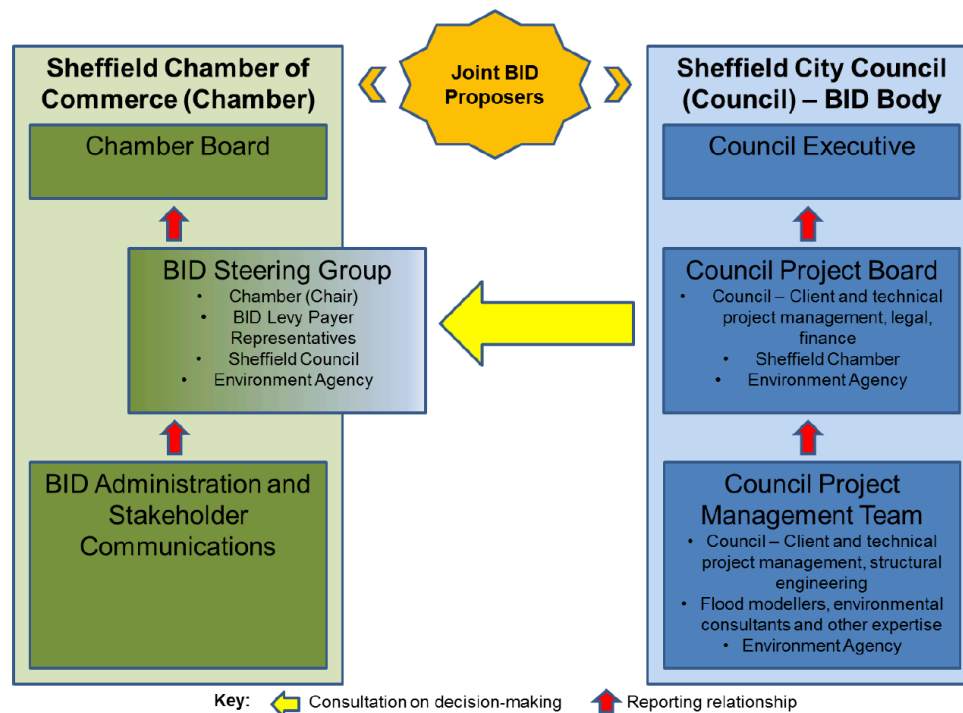 Joint BID
Proposers
Sheffield Chamber of
Commerce (Chamber)
Chamber Board
BID Steering Group
• Chamber (Chair)
• BID Levy Payer
Representatives
• Sheffield Council
• Environment Agency
BID Administration and
Stakeholder
Communications
Sheffield City Council
(Council) – BID Body
Council Executive
Council Project Board
• Council – Client and technical
project management, legal,
finance
• Sheffield Chamber
• Environment Agency
Council Project
Management Team
• Council – Client and technical
project management, structural
engineering
• Flood modellers, environmental
consultants and other expertise
• Environment Agency
Key: Consultation on decision-making Reporting relationship